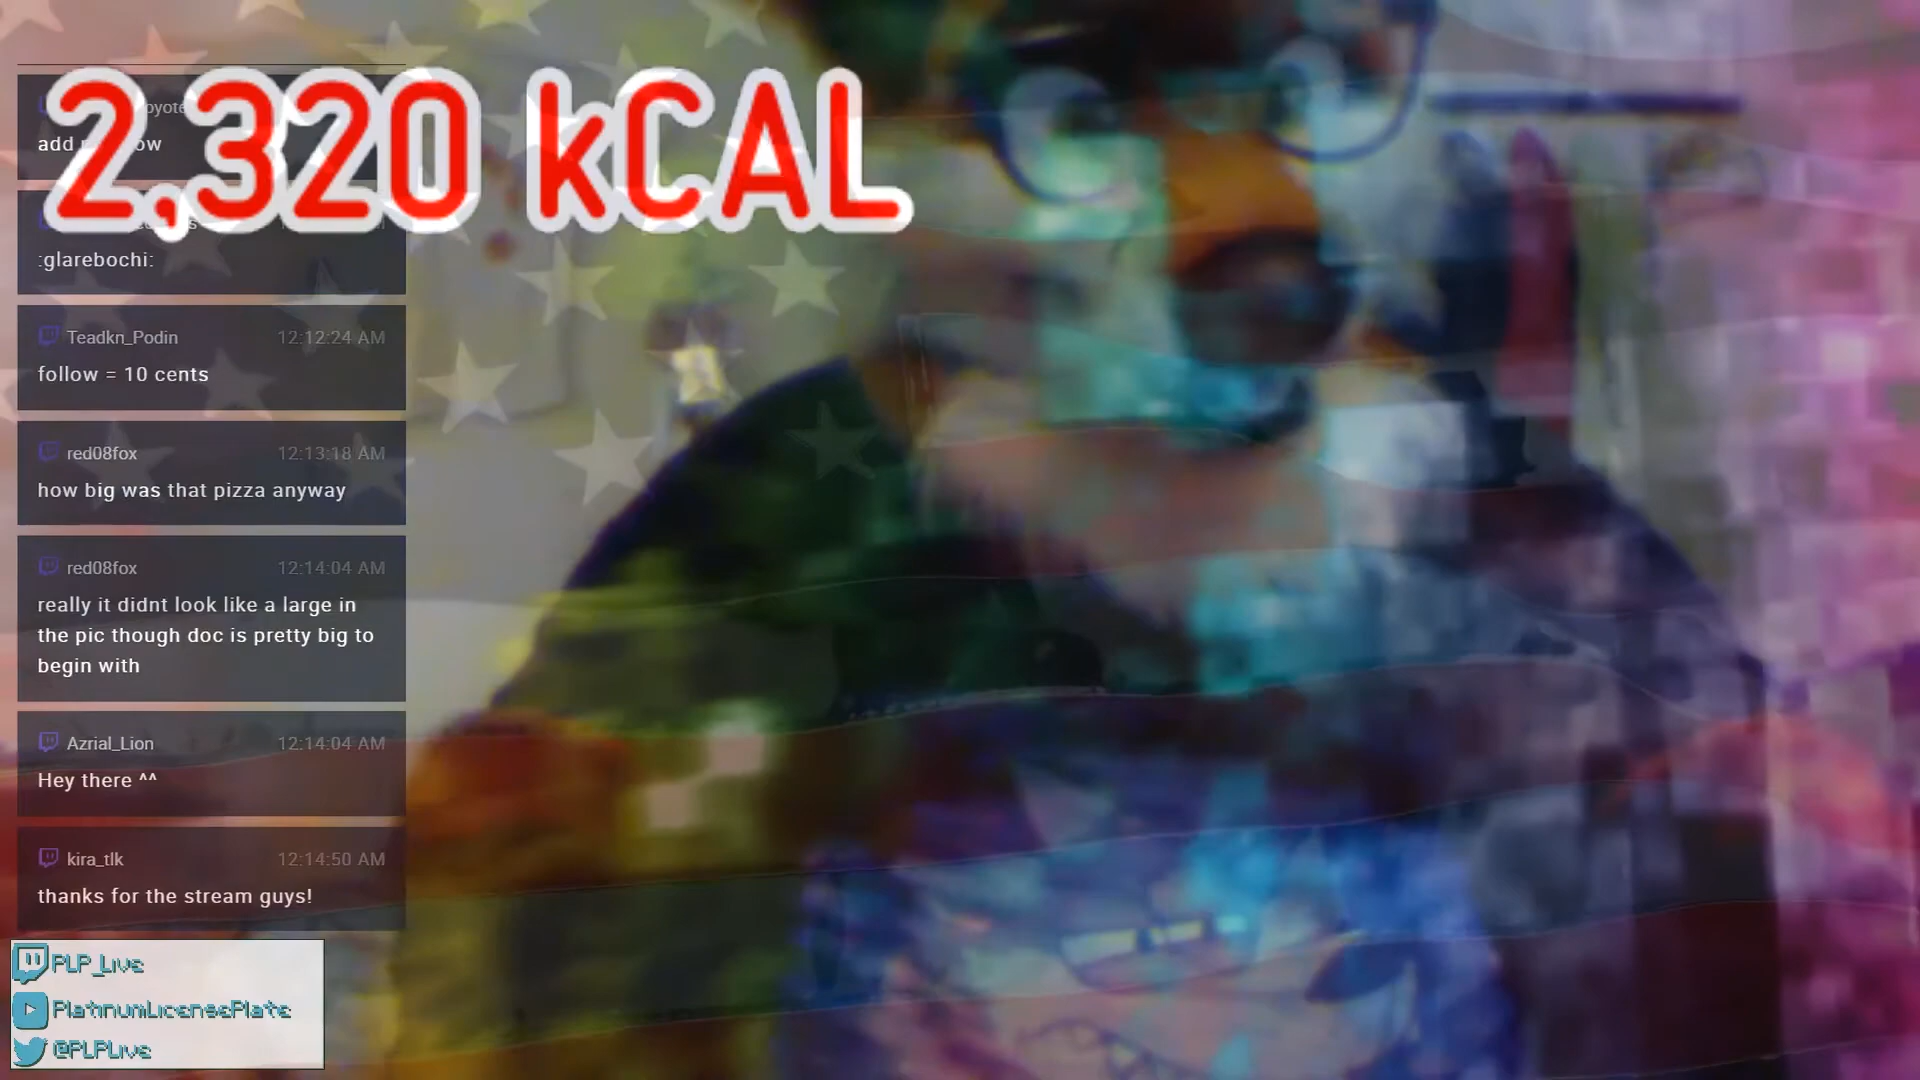 2,320 kCAL
add
:glarebochi:
Teadkn_Podin 12:12:24 AM
follow = 10 cents
red08fox 12:13:18 AM
how big was that pizza anyway
red08fox 12:14:04 AM
really it didnt look like a large in
the pic though doc is pretty big to
begin with
Azrial_Lion 12:14:04 AM
Hey there ^^
kira_tlk 12:14:50 AM
thanks for the stream guys!
PLP_Live
PlatinumLicensePlate
@PLPLive